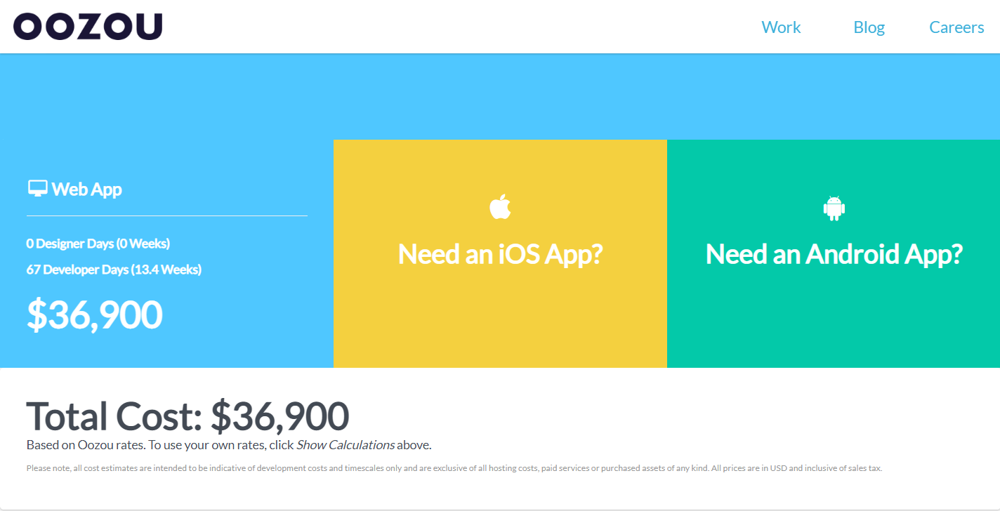 OOZOU
Work Blog Careers
Web App
0 Designer Days (0 Weeks)
67 Developer Days (13.4 Weeks)
$36,900
Need an iOS App?
Need an Android App?
Total Cost: $36,900
Based on Oozou rates. To use your own rates, click Show Calculations above.
Please note, all cost estimates are intended to be indicative of development costs and timescales only and are exclusive of all hosting costs, paid services or purchased assets of any kind. All prices are in USD and inclusive of sales tax.